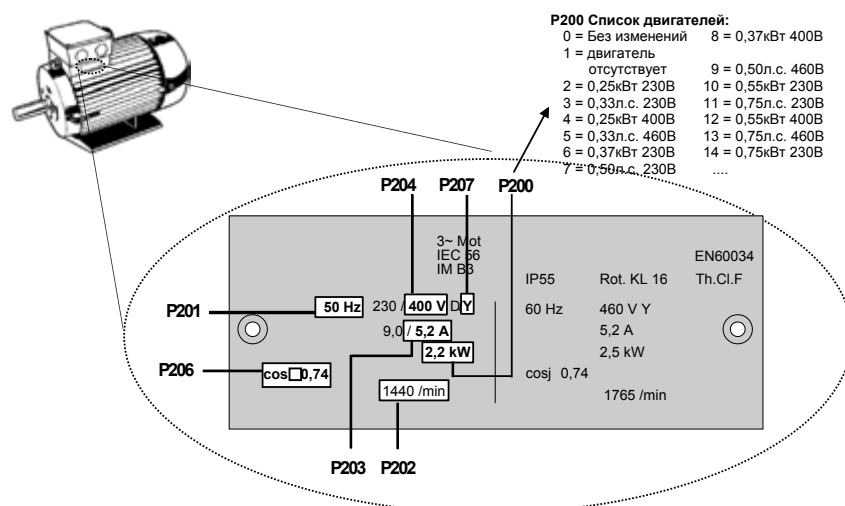 P200 Список двигателей:
0 = Без изменений 8 = 0,37кВт 400В
1 = двигатель
отсутствует 9 = 0,50л.с. 460В
2 = 0,25кВт 230В 10 = 0,55кВт 230В
3 = 0,33л.с. 230В 11 = 0,75л.с. 230В
4 = 0,25кВт 400В 12 = 0,55кВт 400В
5 = 0,33л.с. 460В 13 = 0,75л.с. 460В
6 = 0,37кВт 230В 14 = 0,75кВт 230В
7 = 0,50л.с. 230В ....
P204 P207 P200
3~ Mot
IEC 56
IM B3
EN60034
IP55 Rot. KL 16 Th.Cl.F
P201 50 Hz 230 / 400 V D Y 60 Hz 460 V Y
9,0 / 5,2 A 5,2 A
2,2 kW 2,5 kW
P206 cos□0,74 cosj 0,74
1440 /min 1765 /min
P203 P202